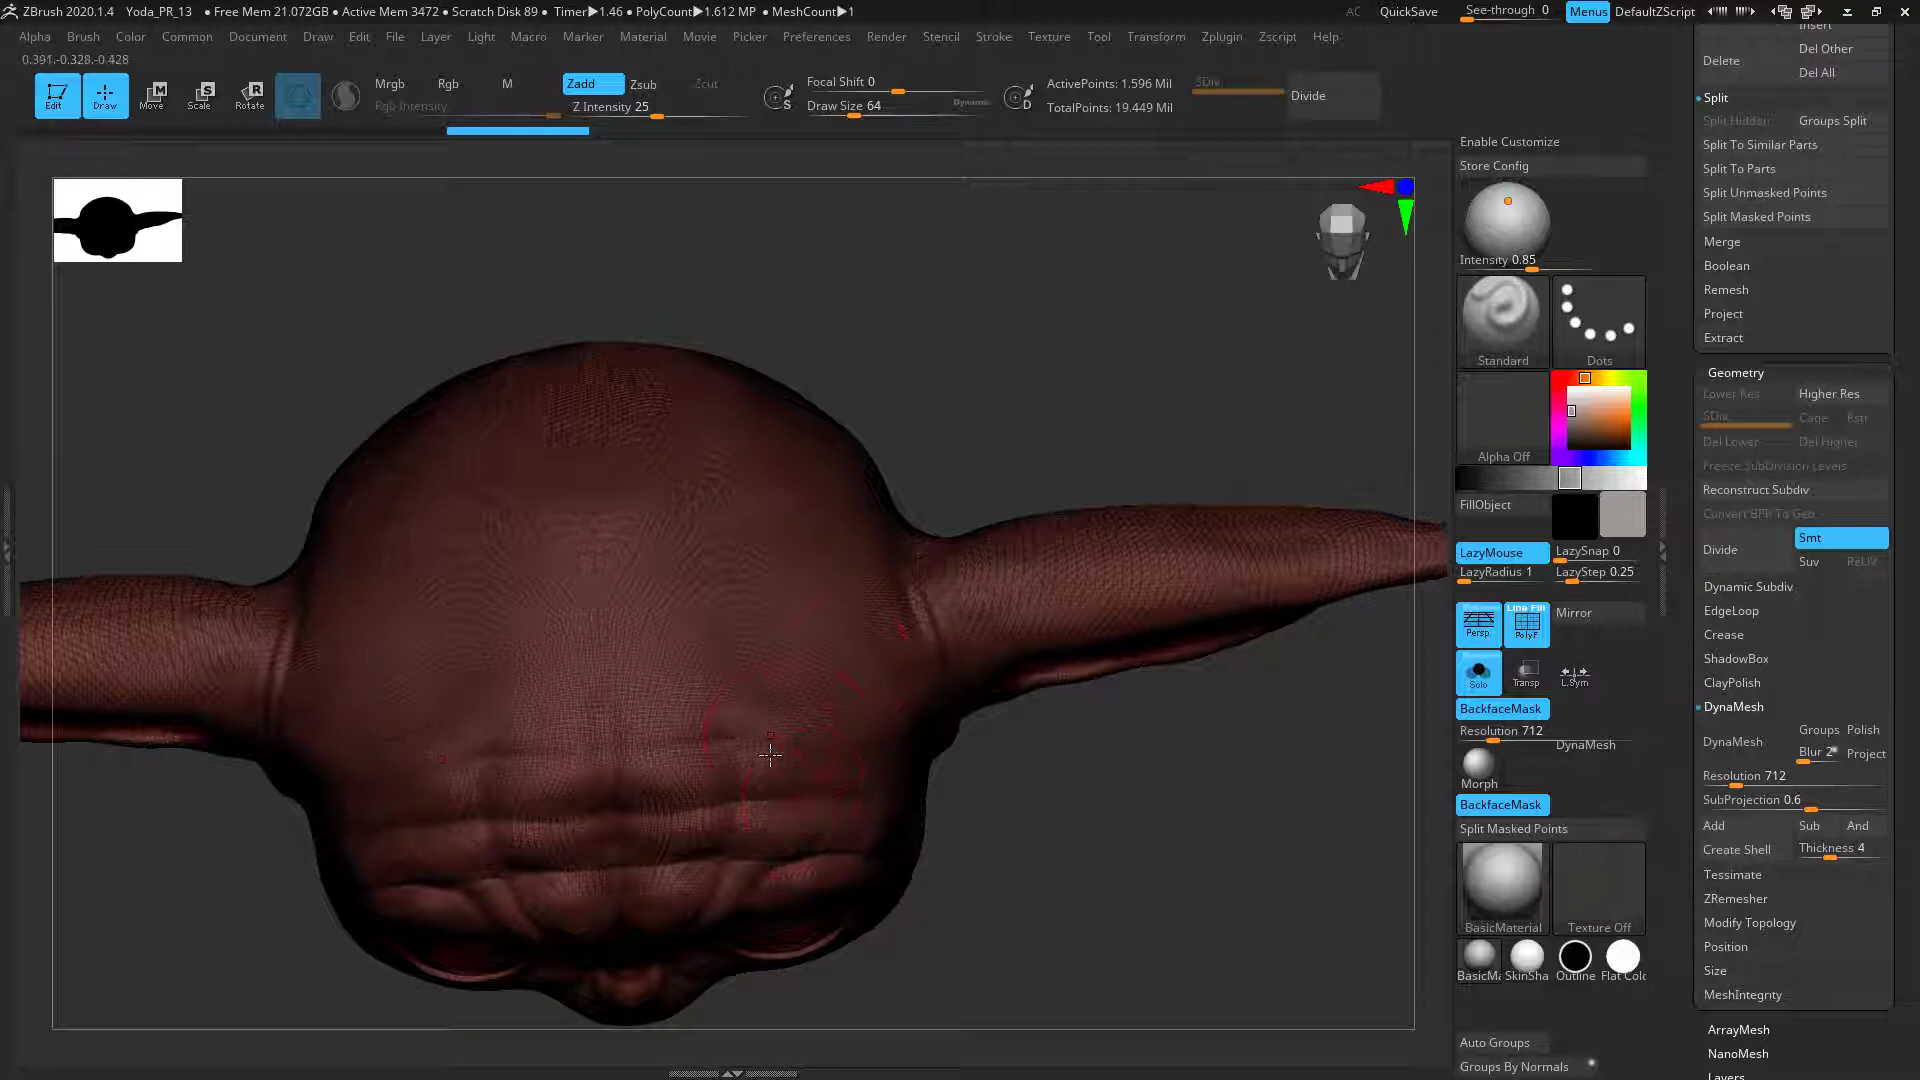 ZBrush 2020.1.4 Yoda_PR_13 • Free Mem 21.072GB • Active Mem 3472 • Scratch Disk 89 • Timer▶1.46 • PolyCount▶1.612 MP • MeshCount▶1 AC QuickSave See-through 0 Menus DefaultZScript
Alpha Brush Color Common Document Draw Edit File Layer Light Macro Marker Material Movie Picker Preferences Render Stencil Stroke Texture Tool Transform Zplugin Zscript Help
0.391,-0.328,-0.428
Edit Draw Move Scale Rotate
Mrgb Rgb M Zadd Zsub Zcut
Rgb Intensity Z Intensity 25
S Focal Shift 0
Draw Size 64 Dynamic
D ActivePoints: 1.596 Mil
TotalPoints: 19.449 Mil
SDiv Divide
Enable Customize
Store Config
Intensity 0.85
Standard Dots
Alpha Off
FillObject
LazyMouse LazySnap 0
LazyRadius 1 LazyStep 0.25
Persp Line Fill PolyF Mirror
Solo Transp L.Sym
BackfaceMask
Resolution 712
DynaMesh
Morph
BackfaceMask
Split Masked Points
BasicMaterial Texture Off
BasicMa SkinSha Outline Flat Colo
Auto Groups
Groups By Normals
Insert
Delete Del Other
Del All
Split
Split Hidden Groups Split
Split To Similar Parts
Split To Parts
Split Unmasked Points
Split Masked Points
Merge
Boolean
Remesh
Project
Extract
Geometry
Lower Res Higher Res
SDiv Cage Rstr
Del Lower Del Higher
Freeze SubDivision Levels
Reconstruct Subdiv
Convert BPR To Geo
Divide Smt
Suv ReUV
Dynamic Subdiv
EdgeLoop
Crease
ShadowBox
ClayPolish
DynaMesh
DynaMesh Groups Polish
Blur 2 Project
Resolution 712
SubProjection 0.6
Add Sub And
Create Shell Thickness 4
Tessimate
ZRemesher
Modify Topology
Position
Size
MeshIntegrity
ArrayMesh
NanoMesh
Layers